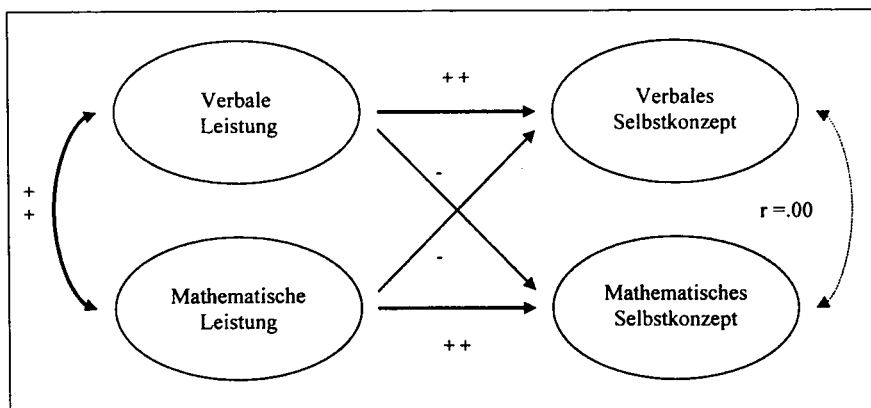 Verbale
Leistung
+ +
Verbales
Selbstkonzept
-
+
+
r =.00
-
Mathematische
Leistung
Mathematisches
Selbstkonzept
+ +